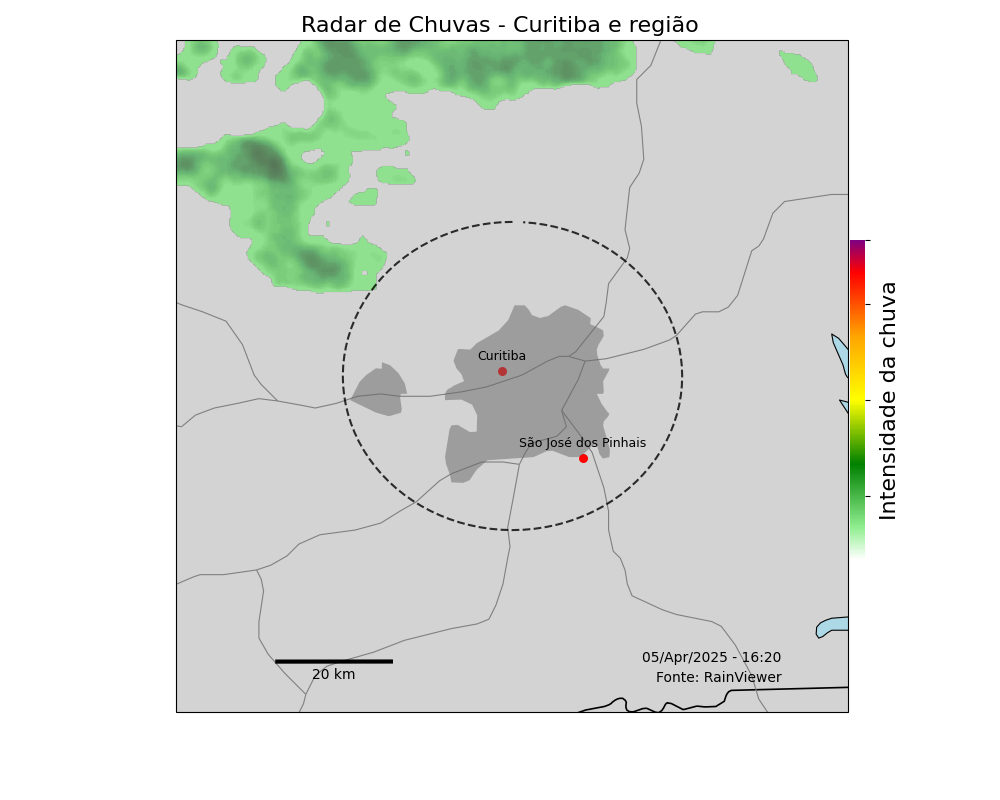 Radar de Chuvas - Curitiba e região
Curitiba
São José dos Pinhais
Intensidade da chuva
20 km
05/Apr/2025 - 16:20
Fonte: RainViewer